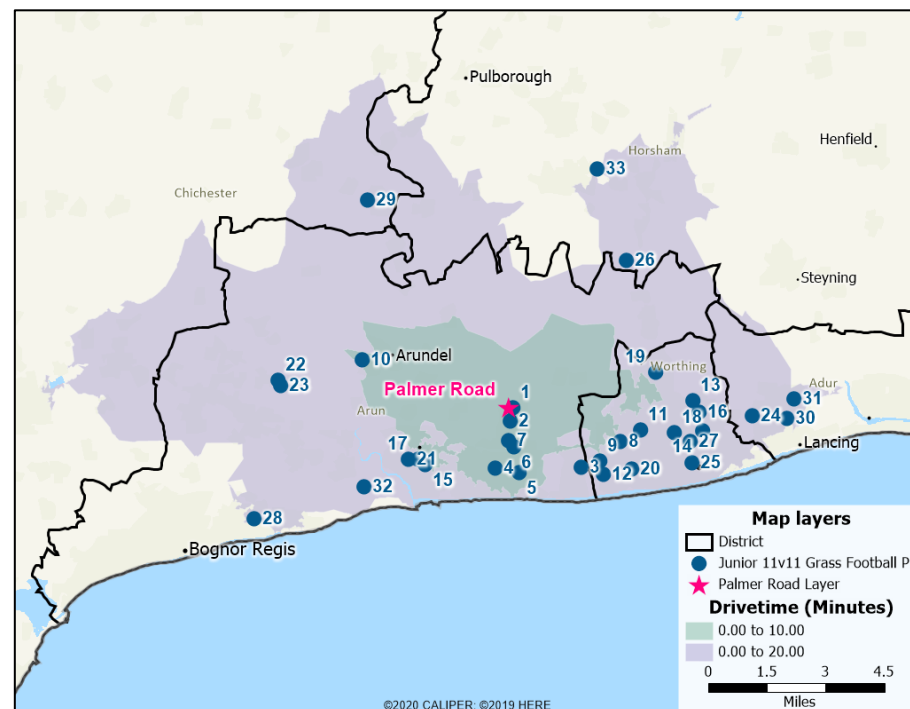 Pulborough
Henfield
Horsham
33
Chichester
29
26
Steyning
19
Worthing
10
Arundel
22
23
Palmer Road
1
Adur
13
31
Arun
2
11
18
16
24
30
17
21
7
9
8
14
27
Lancing
15
4
6
5
3
12
20
25
32
28
Bognor Regis
Map layers
District
Junior 11v11 Grass Football P
Palmer Road Layer
Drivetime (Minutes)
0.00 to 10.00
0.00 to 20.00
0 1.5 3 4.5
Miles
©2020 CALIPER; ©2019 HERE